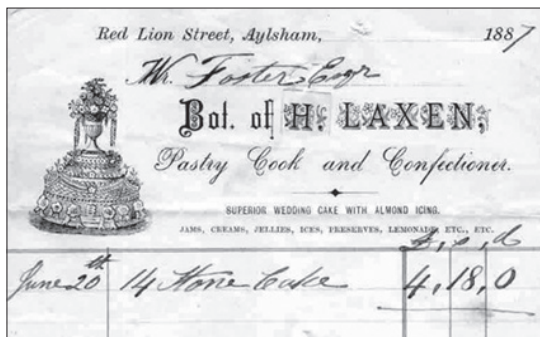 Red Lion Street, Aylsham, 1887
Mr. Foster Esqr
Bot. of H. LAXEN,
Pastry Cook and Confectioner.
SUPERIOR WEDDING CAKE WITH ALMOND ICING.
JAMS, CREAMS, JELLIES, ICES, PRESERVES, LEMONADE, ETC., ETC.
£, s, d
June 20th 14 Stone Cake 4, 18, 0